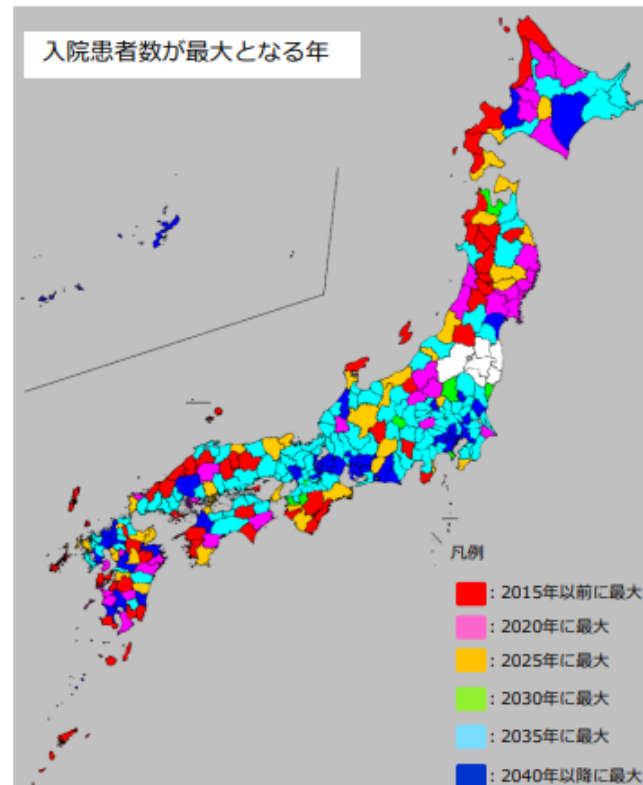 入院患者数が最大となる年
凡例
：2015年以前に最大
：2020年に最大
：2025年に最大
：2030年に最大
：2035年に最大
：2040年以降に最大